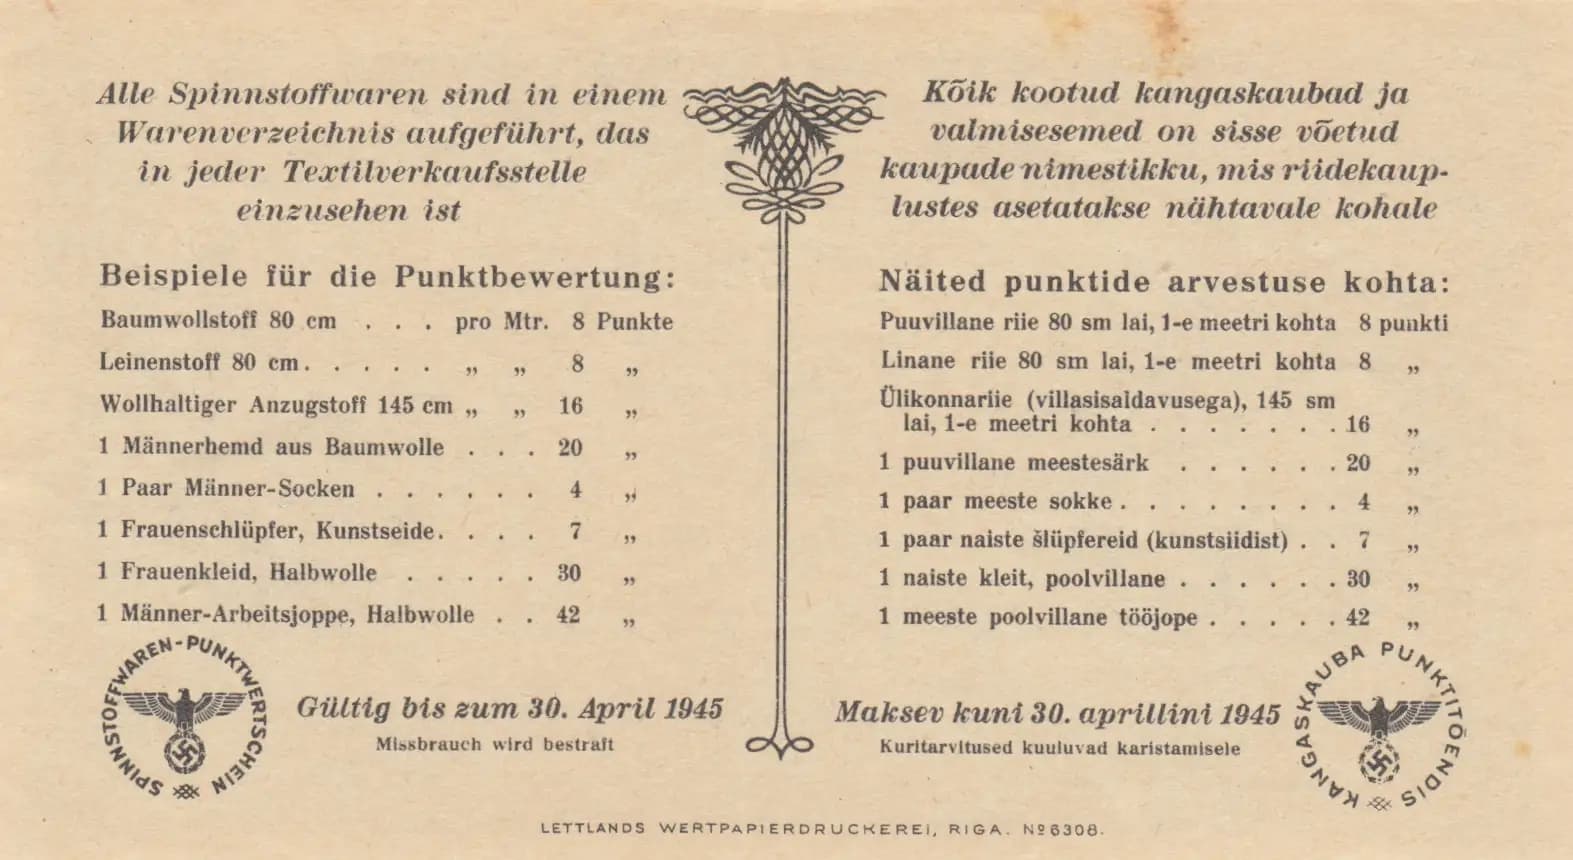 Alle Spinnstoffwaren sind in einem
Warenverzeichnis aufgeführt, das
in jeder Textilverkaufsstelle
einzusehen ist
Beispiele für die Punktbewertung:
Baumwollstoff 80 cm . . . pro Mtr. 8 Punkte
Leinenstoff 80 cm . . . . . „ „ 8 „
Wollhaltiger Anzugstoff 145 cm „ „ 16 „
1 Männerhemd aus Baumwolle . . . 20 „
1 Paar Männer-Socken . . . . . . 4 „
1 Frauenschlüpfer, Kunstseide . . . . 7 „
1 Frauenkleid, Halbwolle . . . . . 30 „
1 Männer-Arbeitsjoppe, Halbwolle . . 42 „
SPINNSTOFFWAREN-PUNKTWERTSCHEIN
Gültig bis zum 30. April 1945
Missbrauch wird bestraft
Kõik kootud kangaskaubad ja
valmisesemed on sisse võetud
kaupade nimestikku, mis riidekaup-
lustes asetatakse nähtavale kohale
Näited punktide arvestuse kohta:
Puuvillane riie 80 sm lai, 1-e meetri kohta 8 punkti
Linane riie 80 sm lai, 1-e meetri kohta 8 „
Ülikonnariie (villasisaldavusega), 145 sm
lai, 1-e meetri kohta . . . . . . . 16 „
1 puuvillane meestesärk . . . . . . 20 „
1 paar meeste sokke . . . . . . . . 4 „
1 paar naiste šlüpfereid (kunstsiidist) . . 7 „
1 naiste kleit, poolvillane . . . . . . 30 „
1 meeste poolvillane tööjope . . . . . 42 „
Maksev kuni 30. aprillini 1945
Kuritarvitused kuuluvad karistamisele
KANGASKAUBA PUNKTITÕENDIS
LETTLANDS WERTPAPIERDRUCKEREI, RIGA. №6308.